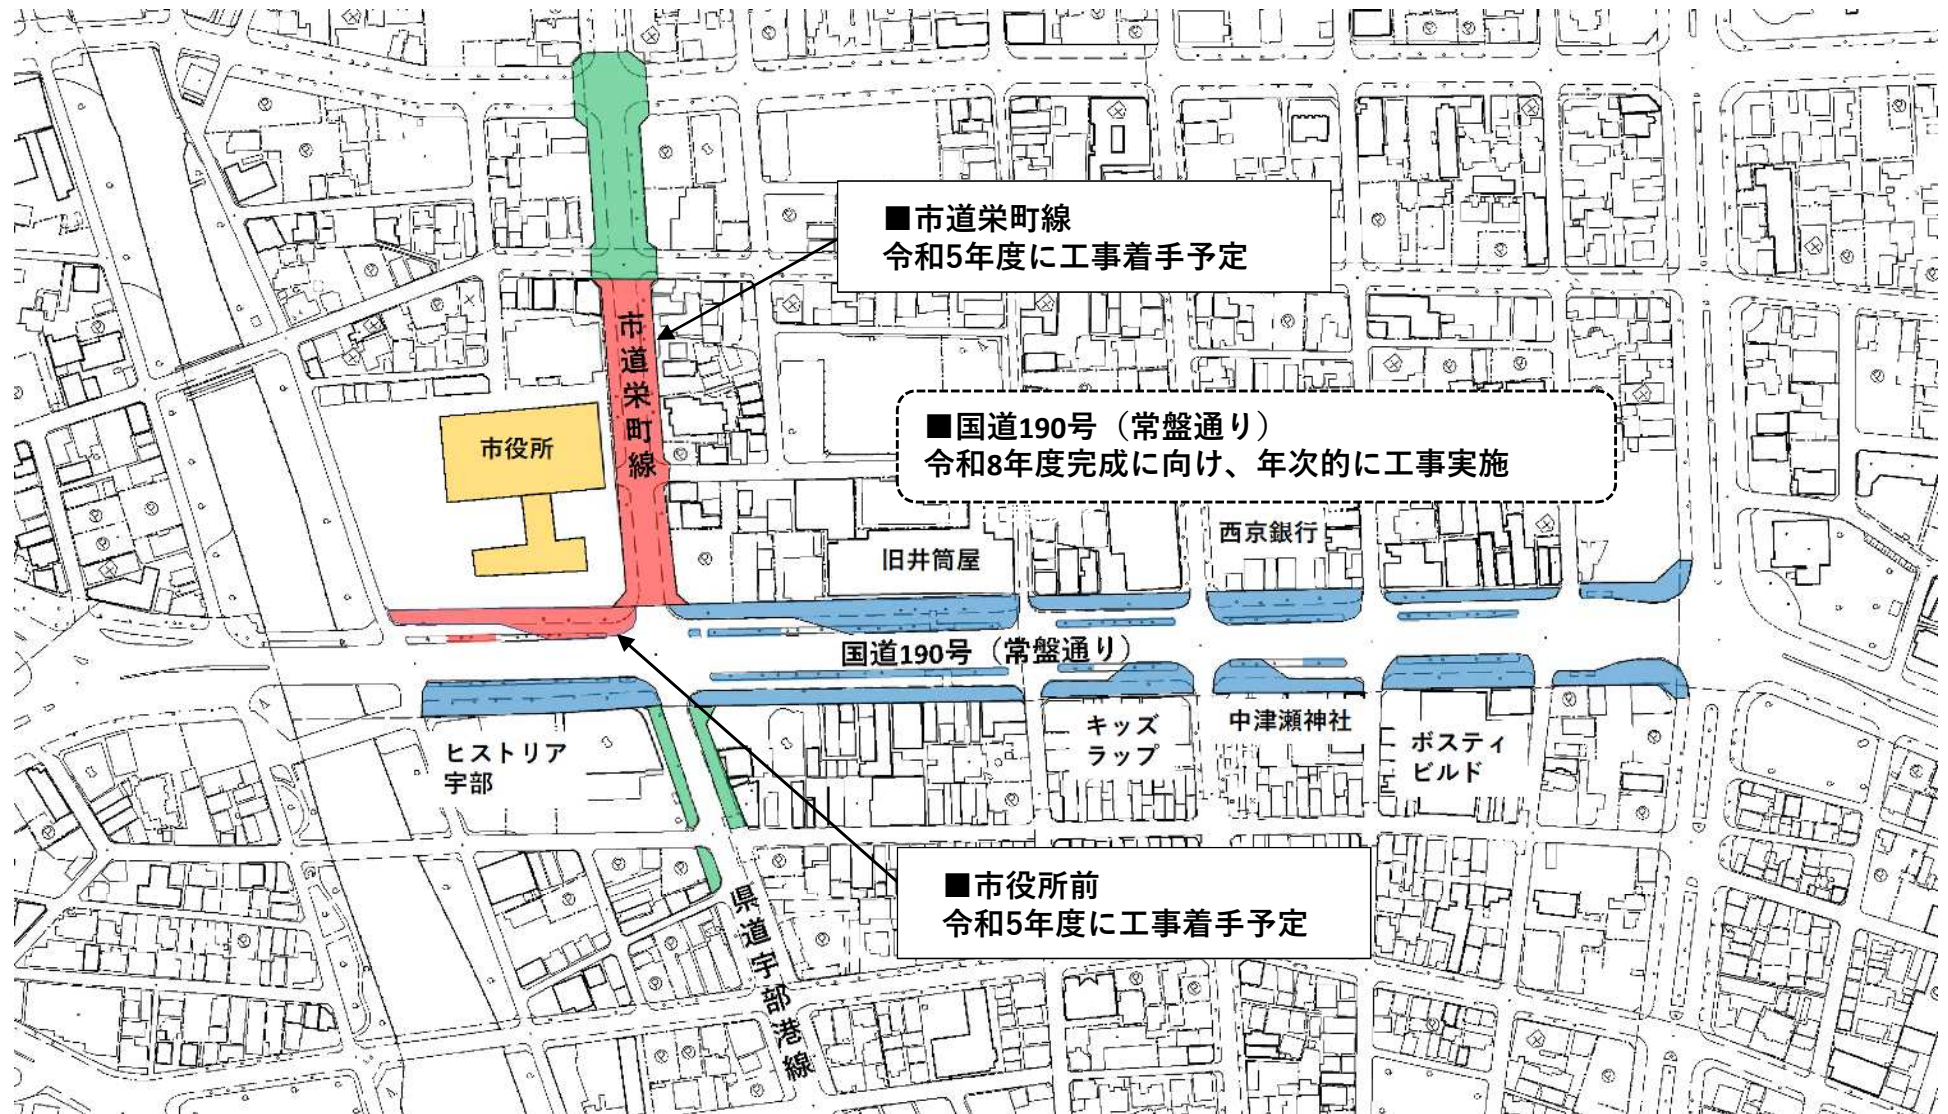 ■市道栄町線
令和5年度に工事着手予定
市道栄町線
■国道190号（常盤通り）
令和8年度完成に向け、年次的に工事実施
市役所
西京銀行
旧井筒屋
国道190号（常盤通り）
ヒストリア
宇部
キッズ
ラップ
中津瀬神社
ボスティ
ビルド
■市役所前
令和5年度に工事着手予定
県道宇部港線